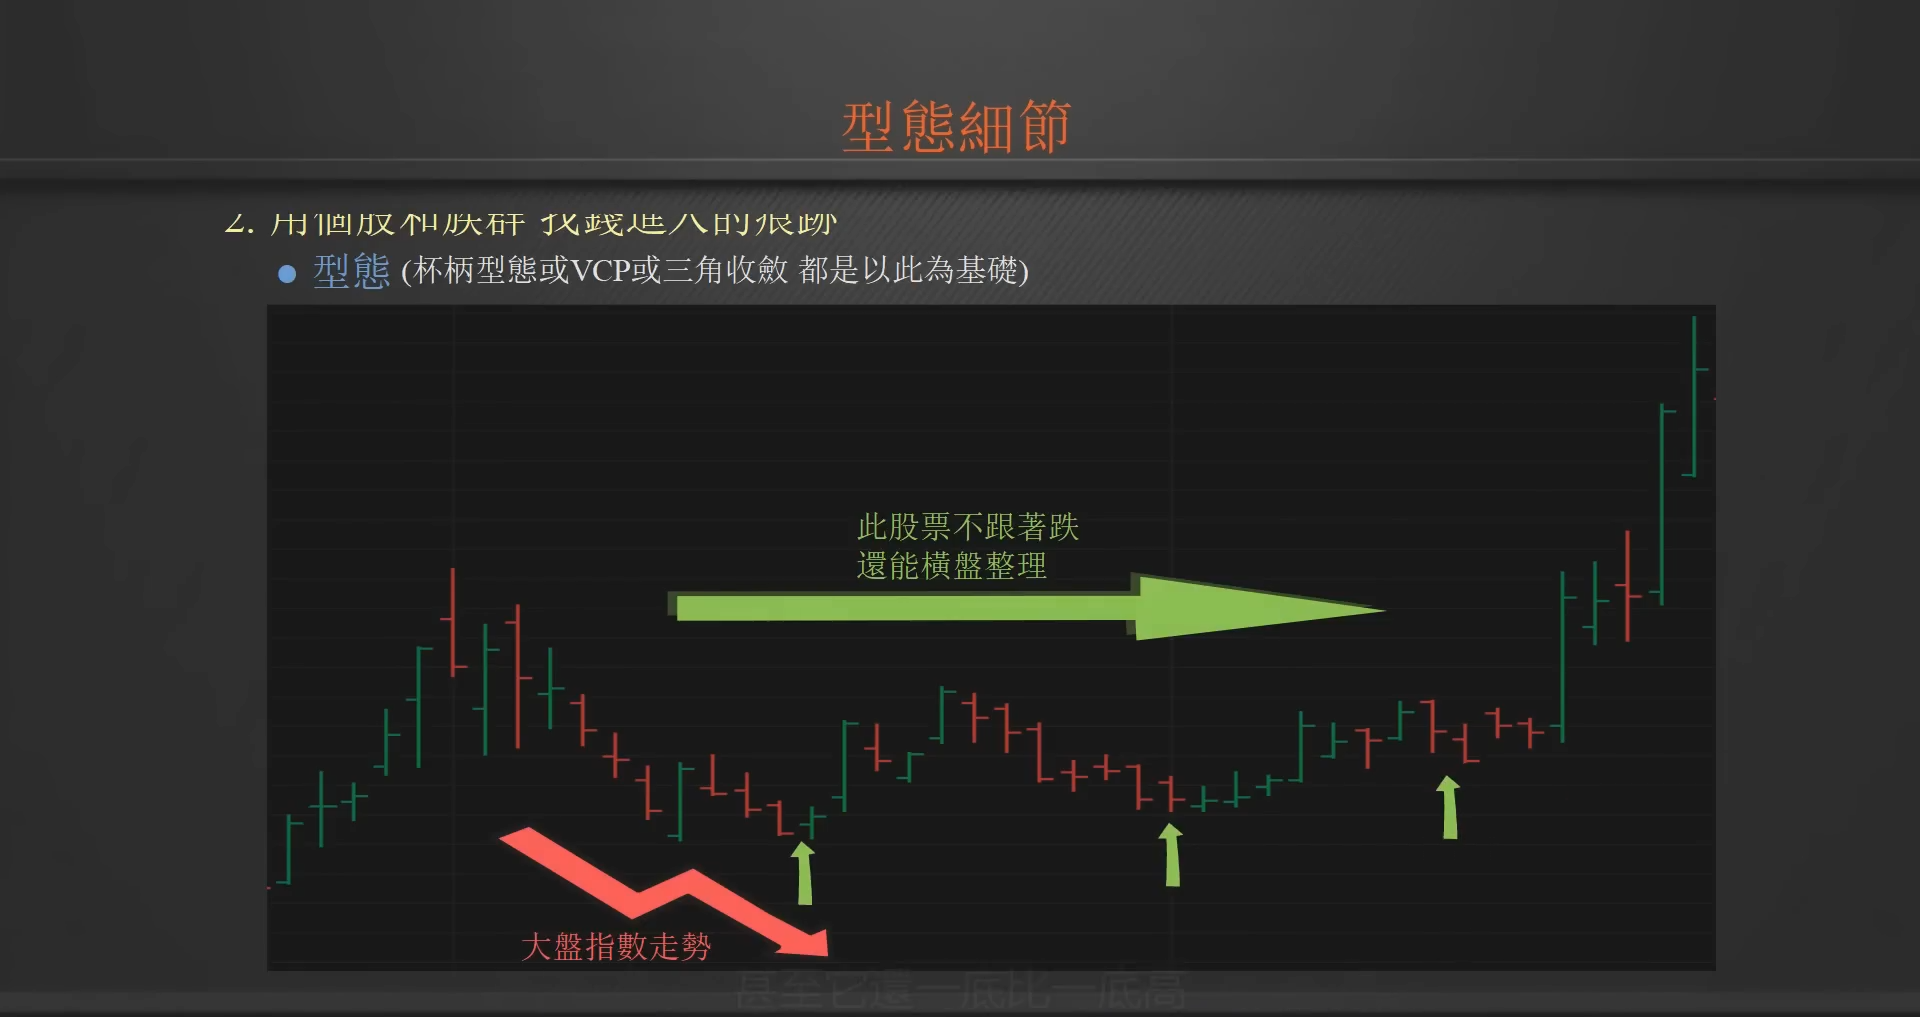 型態細節
2. 用個股和族群 找錢進入的痕跡
型態 (杯柄型態或VCP或三角收斂 都是以此為基礎)
此股票不跟著跌
還能橫盤整理
大盤指數走勢
甚至它還一底比一底高